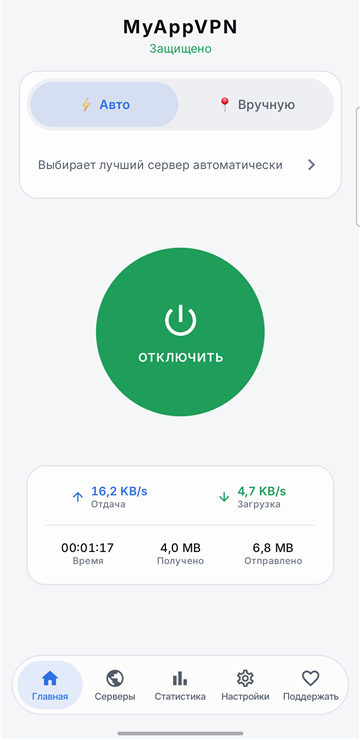 MyAppVPN
Защищено
Авто
Вручную
Выбирает лучший сервер автоматически
ОТКЛЮЧИТЬ
16,2 KB/s
4,7 KB/s
Отдача
Загрузка
00:01:17
4,0 MB
6,8 MB
Время
Получено
Отправлено
Главная
Серверы
Статистика
Настройки
Поддержать